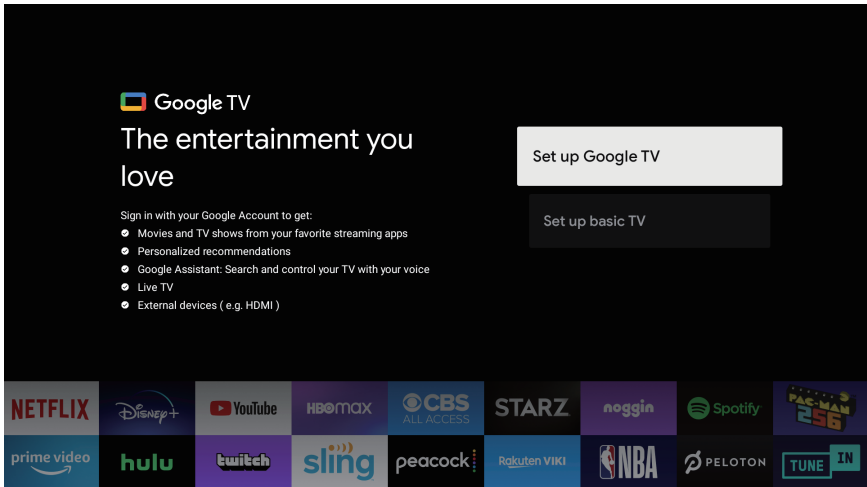 Google TV
The entertainment you
love
Sign in with your Google Account to get:
Movies and TV shows from your favorite streaming apps
Personalized recommendations
Google Assistant: Search and control your TV with your voice
Live TV
External devices ( e.g. HDMI )
Set up Google TV
Set up basic TV
NETFLIX
Disney+
YouTube
HBOMAX
CBS
ALL ACCESS
STARZ
noggin
Spotify
PAC-MAN
256
prime video
hulu
twitch
sling
peacock
Rakuten VIKI
NBA
PELOTON
TUNE IN